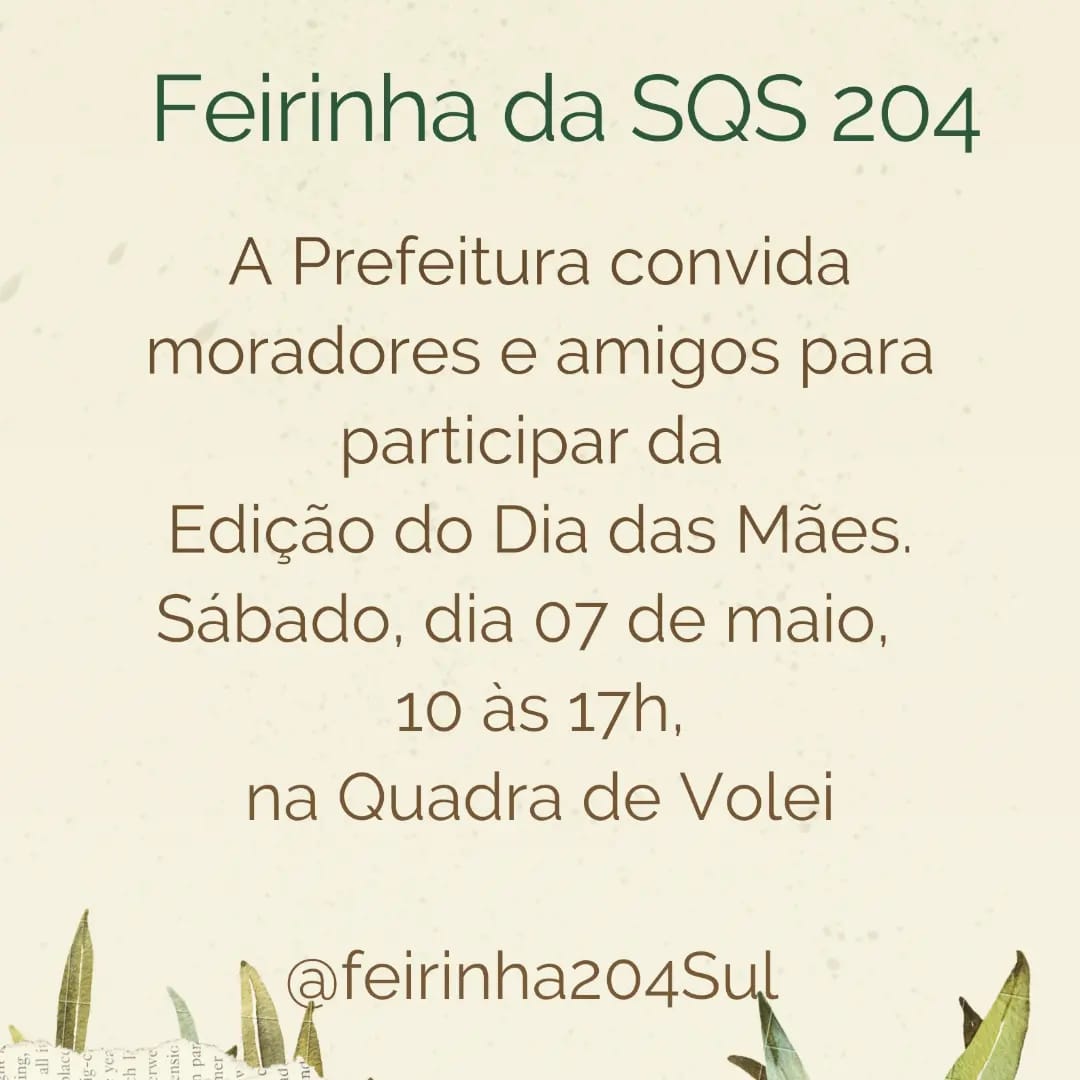 Feirinha da SQS 204
A Prefeitura convida
moradores e amigos para
participar da
Edição do Dia das Mães.
Sábado, dia 07 de maio,
10 às 17h,
na Quadra de Volei
@feirinha204Sul